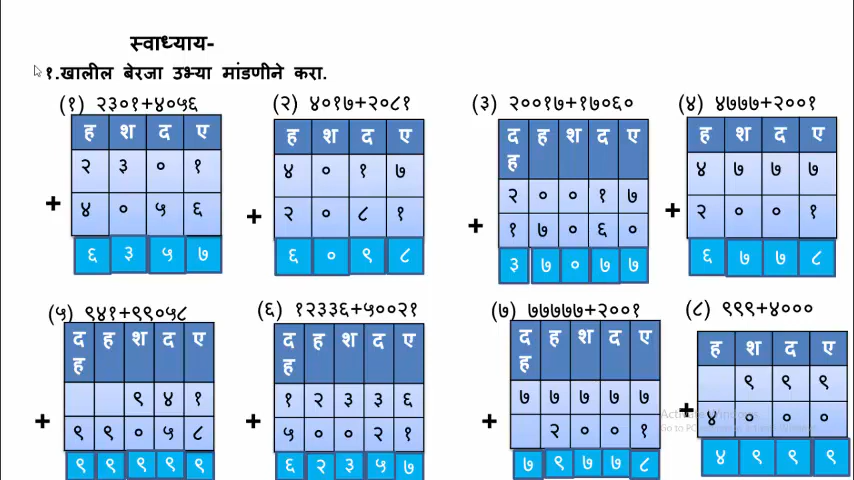 स्वाध्याय-
१.खालील बेरजा उभ्या मांडणीने करा.
(१) २३०१+४०५६
ह श द ए
२ ३ ० १
+ ४ ० ५ ६
६ ३ ५ ७
(२) ४०१७+२०८१
ह श द ए
४ ० १ ७
+ २ ० ८ १
६ ० ९ ८
(३) २००१७+१७०६०
दह ह श द ए
२ ० ० १ ७
+ १ ७ ० ६ ०
३ ७ ० ७ ७
(४) ४७७७+२००१
ह श द ए
४ ७ ७ ७
+ २ ० ० १
६ ७ ७ ८
(५) ९४१+९९०५८
दह ह श द ए
९ ४ १
+ ९ ९ ० ५ ८
९ ९ ९ ९ ९
(६) १२३३६+५००२१
दह ह श द ए
१ २ ३ ३ ६
+ ५ ० ० २ १
६ २ ३ ५ ७
(७) ७७७७७+२००१
दह ह श द ए
७ ७ ७ ७ ७
+ २ ० ० १
७ ९ ७ ७ ८
(८) ९९९+४०००
ह श द ए
९ ९ ९
+ ४ ० ० ०
४ ९ ९ ९
Activate Windows